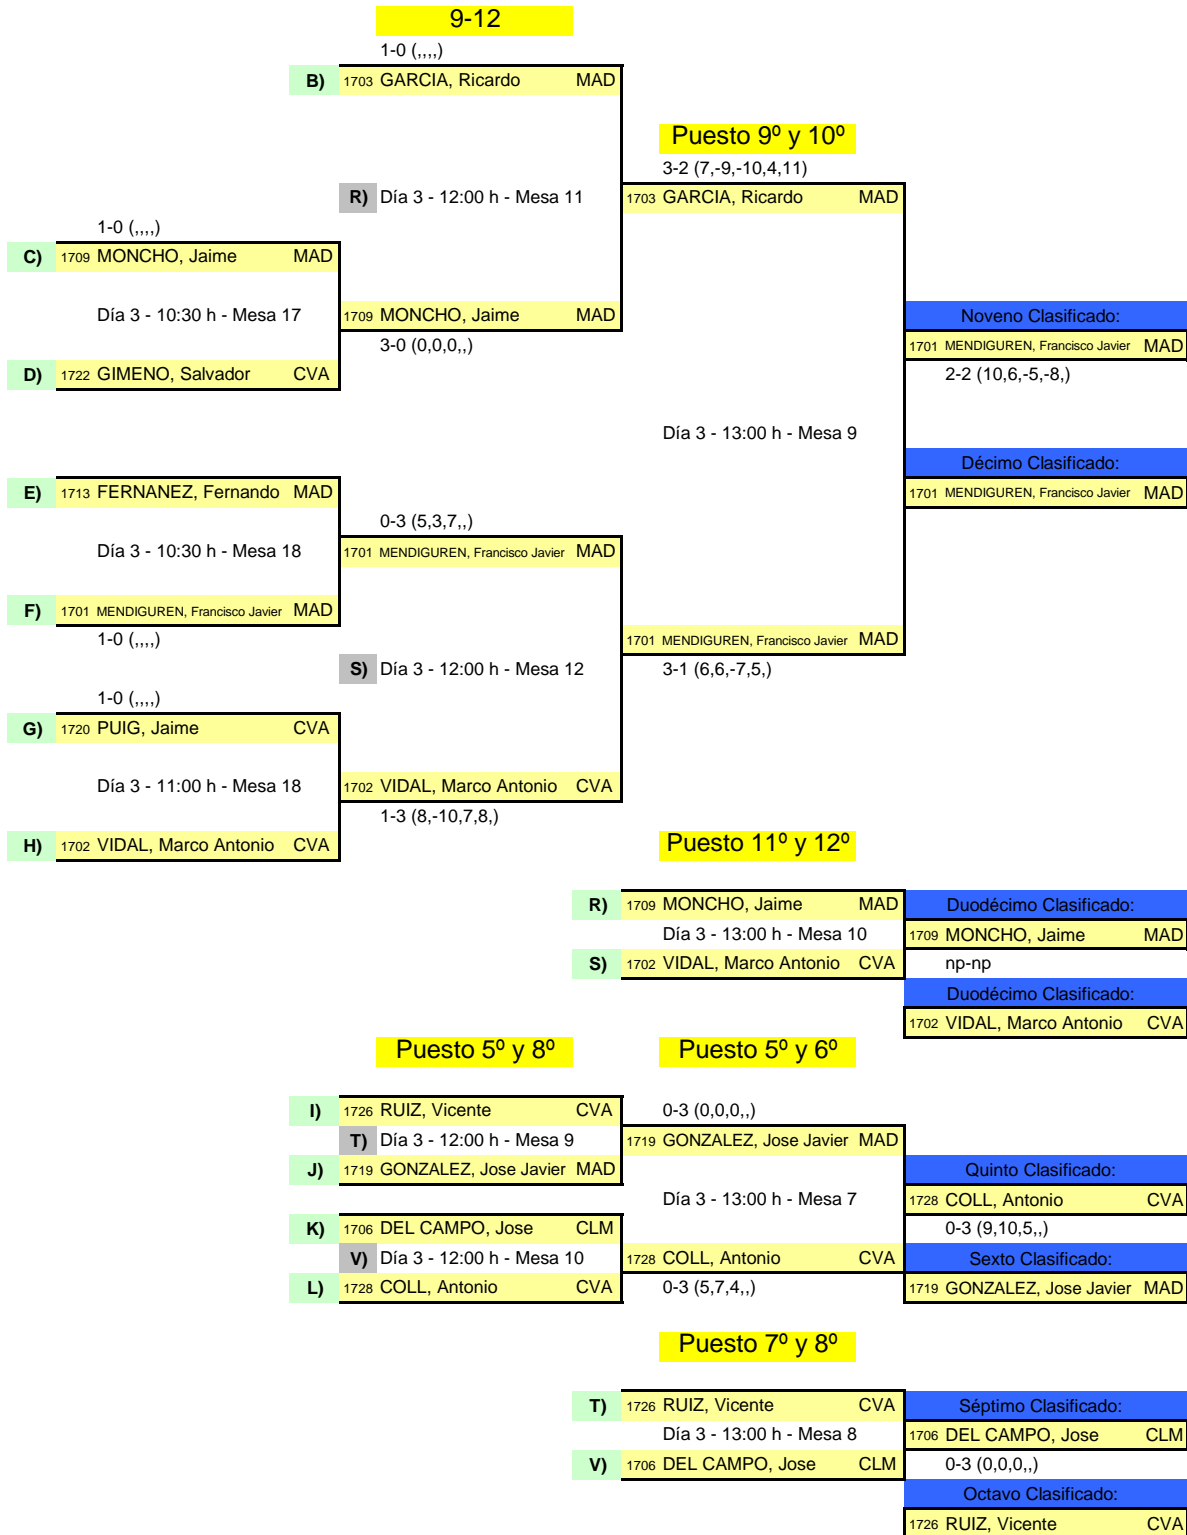 9-12
1-0 (,,,,)
B) 1703 GARCIA, Ricardo MAD
Puesto 9º y 10º
3-2 (7,-9,-10,4,11)
R) Día 3 - 12:00 h - Mesa 11 1703 GARCIA, Ricardo MAD
1-0 (,,,,)
C) 1709 MONCHO, Jaime MAD
Día 3 - 10:30 h - Mesa 17 1709 MONCHO, Jaime MAD Noveno Clasificado:
3-0 (0,0,0,,) 1701 MENDIGUREN, Francisco Javier MAD
D) 1722 GIMENO, Salvador CVA 2-2 (10,6,-5,-8,)
Día 3 - 13:00 h - Mesa 9
Décimo Clasificado:
E) 1713 FERNANEZ, Fernando MAD 1701 MENDIGUREN, Francisco Javier MAD
0-3 (5,3,7,,)
Día 3 - 10:30 h - Mesa 18 1701 MENDIGUREN, Francisco Javier MAD
F) 1701 MENDIGUREN, Francisco Javier MAD
1-0 (,,,,) 1701 MENDIGUREN, Francisco Javier MAD
S) Día 3 - 12:00 h - Mesa 12 3-1 (6,6,-7,5,)
1-0 (,,,,)
G) 1720 PUIG, Jaime CVA
Día 3 - 11:00 h - Mesa 18 1702 VIDAL, Marco Antonio CVA
1-3 (8,-10,7,8,)
H) 1702 VIDAL, Marco Antonio CVA Puesto 11º y 12º
R) 1709 MONCHO, Jaime MAD Duodécimo Clasificado:
Día 3 - 13:00 h - Mesa 10 1709 MONCHO, Jaime MAD
S) 1702 VIDAL, Marco Antonio CVA np-np
Duodécimo Clasificado:
1702 VIDAL, Marco Antonio CVA
Puesto 5º y 8º Puesto 5º y 6º
I) 1726 RUIZ, Vicente CVA 0-3 (0,0,0,,)
T) Día 3 - 12:00 h - Mesa 9 1719 GONZALEZ, Jose Javier MAD
J) 1719 GONZALEZ, Jose Javier MAD Quinto Clasificado:
Día 3 - 13:00 h - Mesa 7 1728 COLL, Antonio CVA
K) 1706 DEL CAMPO, Jose CLM 0-3 (9,10,5,,)
V) Día 3 - 12:00 h - Mesa 10 1728 COLL, Antonio CVA Sexto Clasificado:
L) 1728 COLL, Antonio CVA 0-3 (5,7,4,,) 1719 GONZALEZ, Jose Javier MAD
Puesto 7º y 8º
T) 1726 RUIZ, Vicente CVA Séptimo Clasificado:
Día 3 - 13:00 h - Mesa 8 1706 DEL CAMPO, Jose CLM
V) 1706 DEL CAMPO, Jose CLM 0-3 (0,0,0,,)
Octavo Clasificado:
1726 RUIZ, Vicente CVA